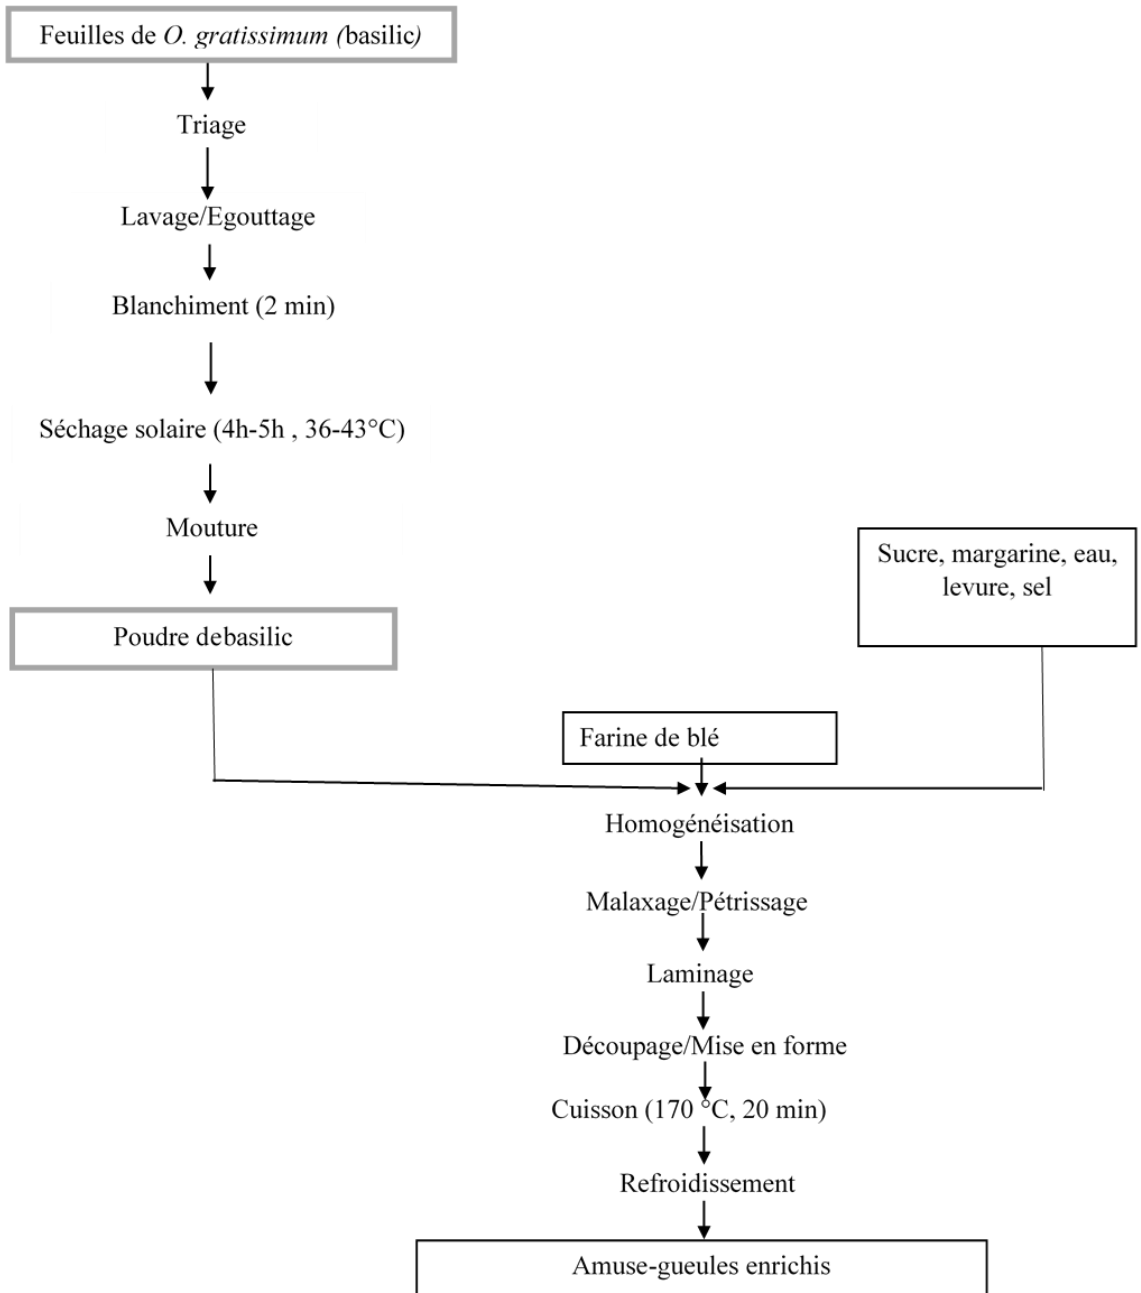 Feuilles de O. gratissimum (basilic)
Triage
Lavage/Egouttage
Blanchiment (2 min)
Séchage solaire (4h-5h , 36-43°C)
Mouture
Poudre debasilic
Sucre, margarine, eau,
levure, sel
Farine de blé
Homogénéisation
Malaxage/Pétrissage
Laminage
Découpage/Mise en forme
Cuisson (170 °C, 20 min)
Refroidissement
Amuse-gueules enrichis